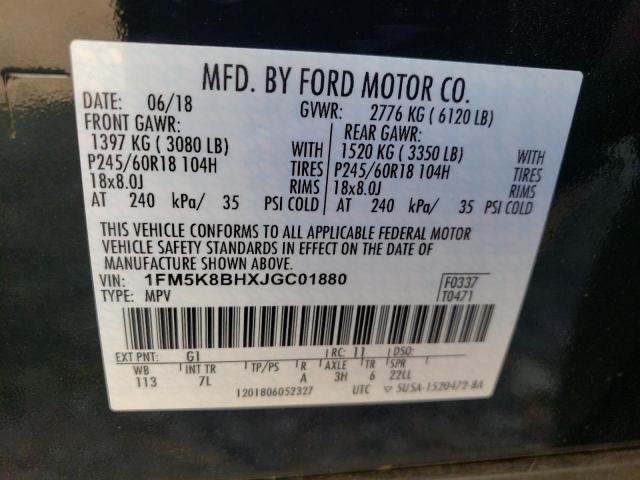 MFD. BY FORD MOTOR CO.
DATE: 06/18 GVWR: 2776 KG ( 6120 LB)
FRONT GAWR: REAR GAWR:
1397 KG ( 3080 LB) WITH 1520 KG ( 3350 LB) WITH
P245/60R18 104H TIRES P245/60R18 104H TIRES
18x8.0J RIMS 18x8.0J RIMS
AT 240 kPa/ 35 PSI COLD AT 240 kPa/ 35 PSI COLD
THIS VEHICLE CONFORMS TO ALL APPLICABLE FEDERAL MOTOR
VEHICLE SAFETY STANDARDS IN EFFECT ON THE DATE OF
MANUFACTURE SHOWN ABOVE.
VIN: 1FM5K8BHXJGC01880 F0337
TYPE: MPV T0471
EXT PNT: G1 RC: 11 DSO:
WB INT TR TP/PS R AXLE TR SPR
113 7L A 3H 6 22LL
1201806052327 UTC ▽ 5U5A-1520472-8A